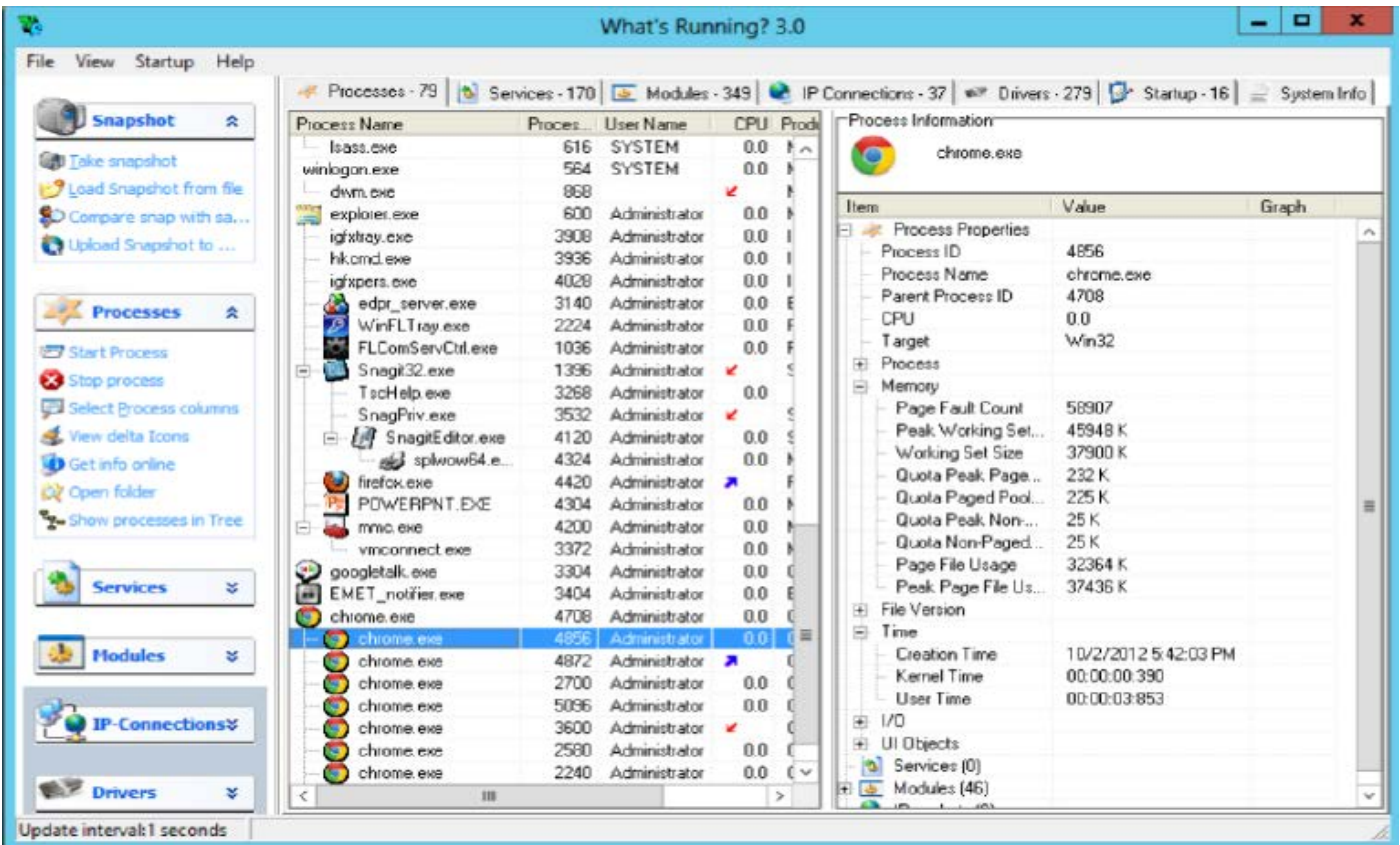 What's Running? 3.0
File View Startup Help
Snapshot
Take snapshot
Load Snapshot from file
Compare snap with sa...
Upload Snapshot to ...
Processes
Start Process
Stop process
Select Process columns
View delta Icons
Get info online
Open folder
Show processes in Tree
Services
Modules
IP-Connections
Drivers
Processes - 79 Services - 170 Modules - 349 IP Connections - 37 Drivers - 279 Startup - 16 System Info
Process Name Proces... User Name CPU Prod
lsass.exe 616 SYSTEM 0.0
winlogon.exe 564 SYSTEM 0.0
dwm.exe 868
explorer.exe 600 Administrator 0.0
igfxtray.exe 3908 Administrator 0.0
hkcmd.exe 3936 Administrator 0.0
igfxpers.exe 4028 Administrator 0.0
edpr_server.exe 3140 Administrator 0.0
WinFLTray.exe 2224 Administrator 0.0
FLComServCtrl.exe 1036 Administrator 0.0
Snagit32.exe 1396 Administrator
TscHelp.exe 3268 Administrator 0.0
SnagPriv.exe 3532 Administrator
SnagitEditor.exe 4120 Administrator 0.0
splwow64.e... 4324 Administrator 0.0
firefox.exe 4420 Administrator
POWERPNT.EXE 4304 Administrator 0.0
mmc.exe 4200 Administrator 0.0
vmconnect.exe 3372 Administrator 0.0
googletalk.exe 3304 Administrator 0.0
EMET_notifier.exe 3404 Administrator 0.0
chrome.exe 4708 Administrator 0.0
chrome.exe 4856 Administrator 0.0
chrome.exe 4872 Administrator
chrome.exe 2700 Administrator 0.0
chrome.exe 5096 Administrator 0.0
chrome.exe 3600 Administrator
chrome.exe 2580 Administrator 0.0
chrome.exe 2240 Administrator 0.0
Process Information
chrome.exe
Item Value Graph
Process Properties
Process ID 4856
Process Name chrome.exe
Parent Process ID 4708
CPU 0.0
Target Win32
Process
Memory
Page Fault Count 58907
Peak Working Set... 45948 K
Working Set Size 37900 K
Quota Peak Page... 232 K
Quota Paged Pool... 225 K
Quota Peak Non-... 25 K
Quota Non-Paged... 25 K
Page File Usage 32364 K
Peak Page File Us... 37436 K
File Version
Time
Creation Time 10/2/2012 5:42:03 PM
Kernel Time 00:00:00:390
User Time 00:00:03:853
I/O
UI Objects
Services (0)
Modules (46)
Update interval:1 seconds